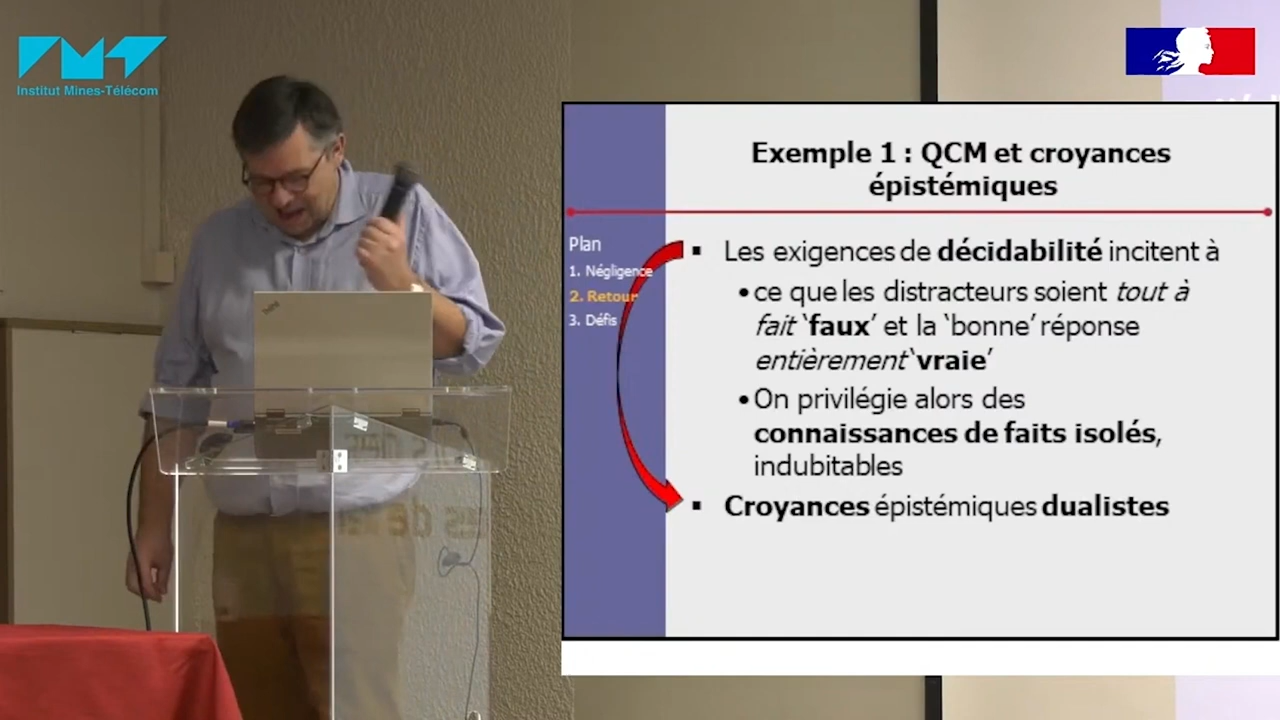 Institut Mines-Télécom
Exemple 1 : QCM et croyances
épistémiques
Plan
1. Négligence
2. Retour
3. Défis
▪ Les exigences de décidabilité incitent à
• ce que les distracteurs soient tout à
fait ‘faux’ et la ‘bonne’ réponse
entièrement ‘vraie’
• On privilégie alors des
connaissances de faits isolés,
indubitables
▪ Croyances épistémiques dualistes